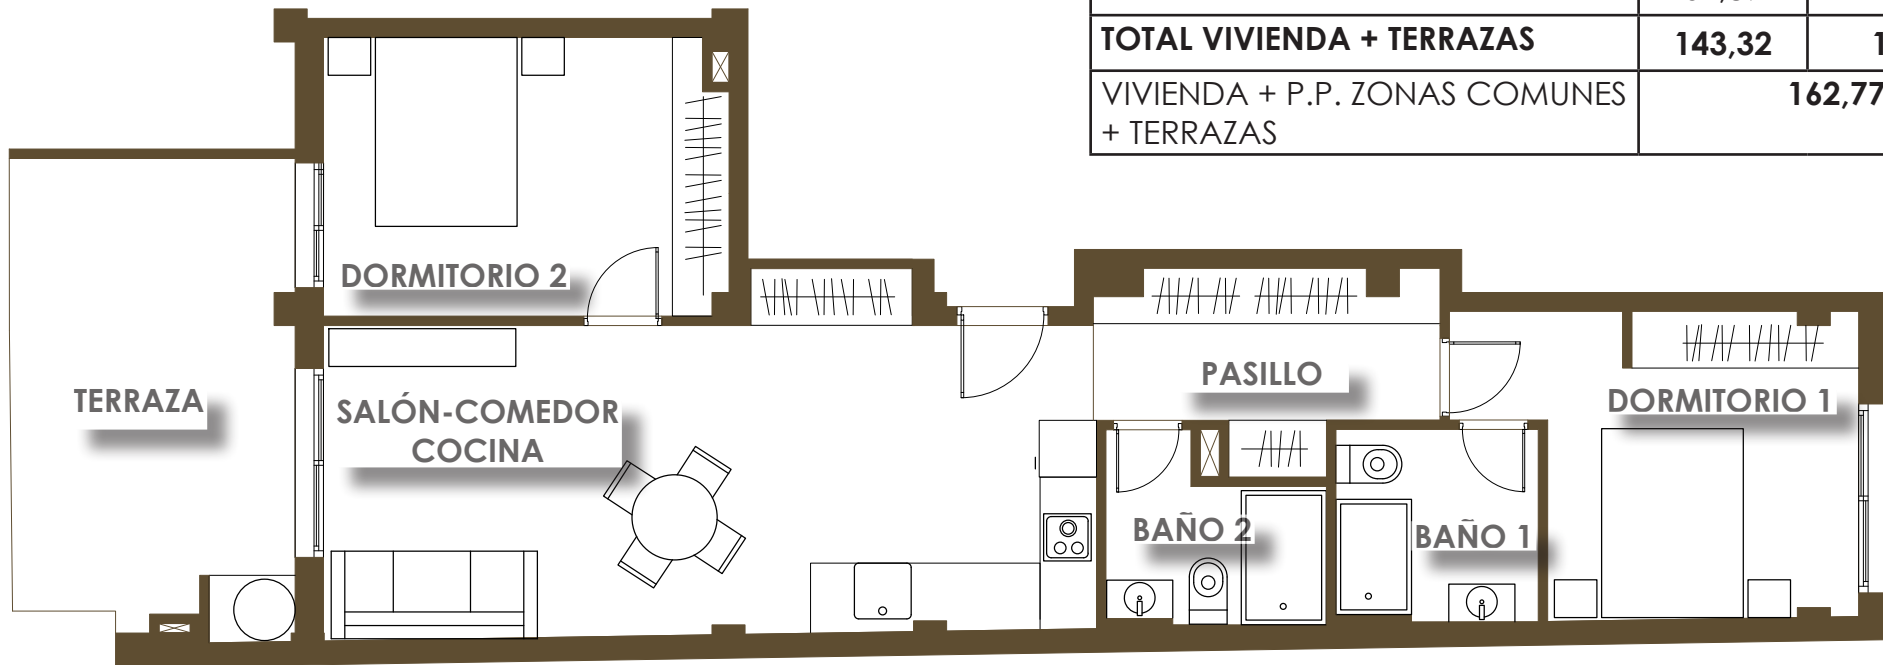 TOTAL VIVIENDA + TERRAZAS 143,32 1
VIVIENDA + P.P. ZONAS COMUNES 162,77
+ TERRAZAS
DORMITORIO 2
PASILLO
TERRAZA
SALÓN-COMEDOR
COCINA
DORMITORIO 1
BAÑO 2
BAÑO 1